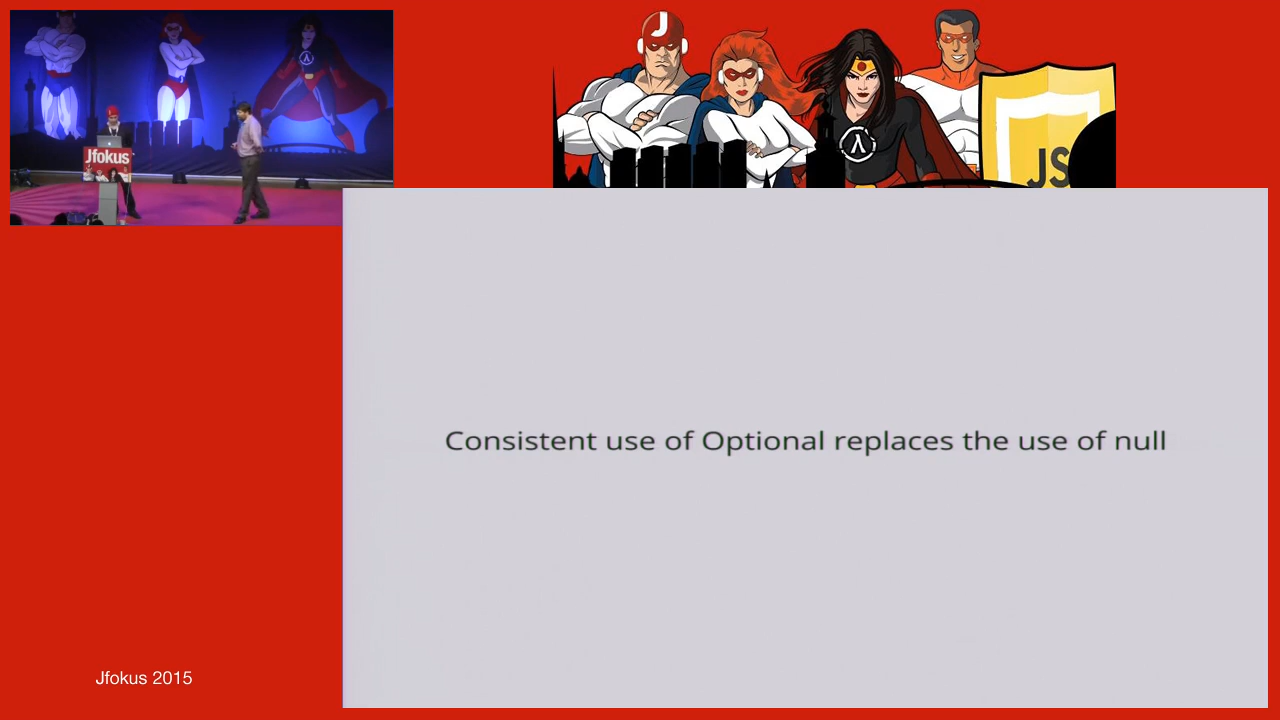 J
λ
JS
Jfokus
Consistent use of Optional replaces the use of null
Jfokus 2015